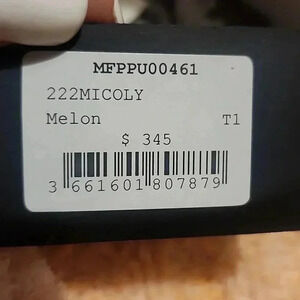 MFPPU00461
222MICOLY
Melon T1
$ 345
3 661601 807879